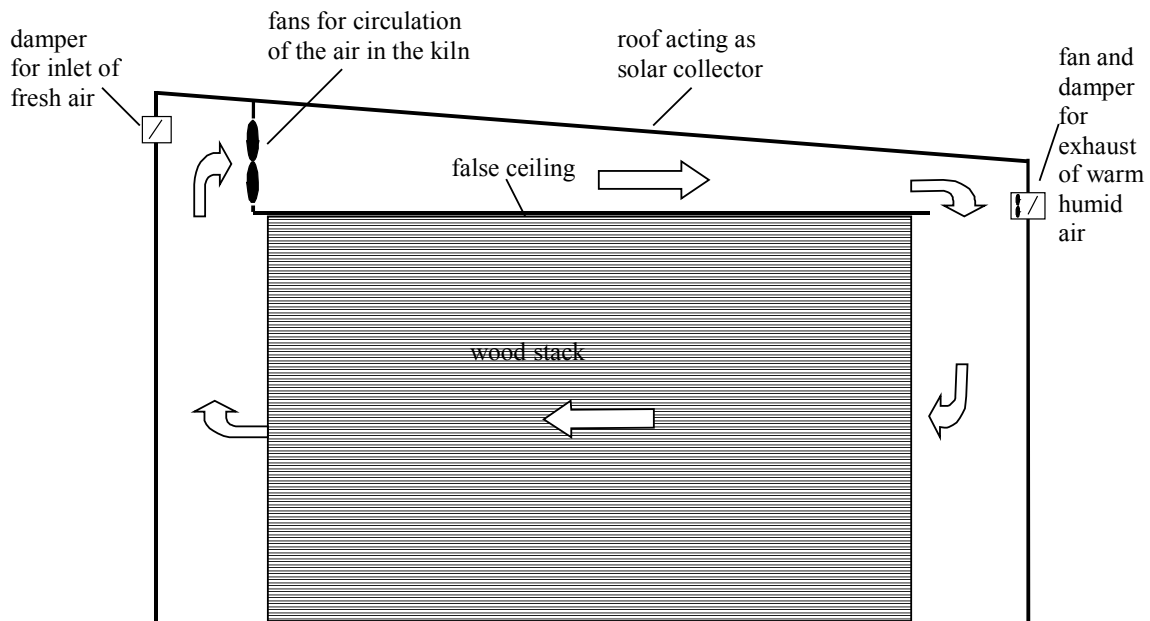 damper
for inlet of
fresh air
fans for circulation
of the air in the kiln
roof acting as
solar collector
fan and
damper
for
exhaust
of warm
humid
air
false ceiling
wood stack